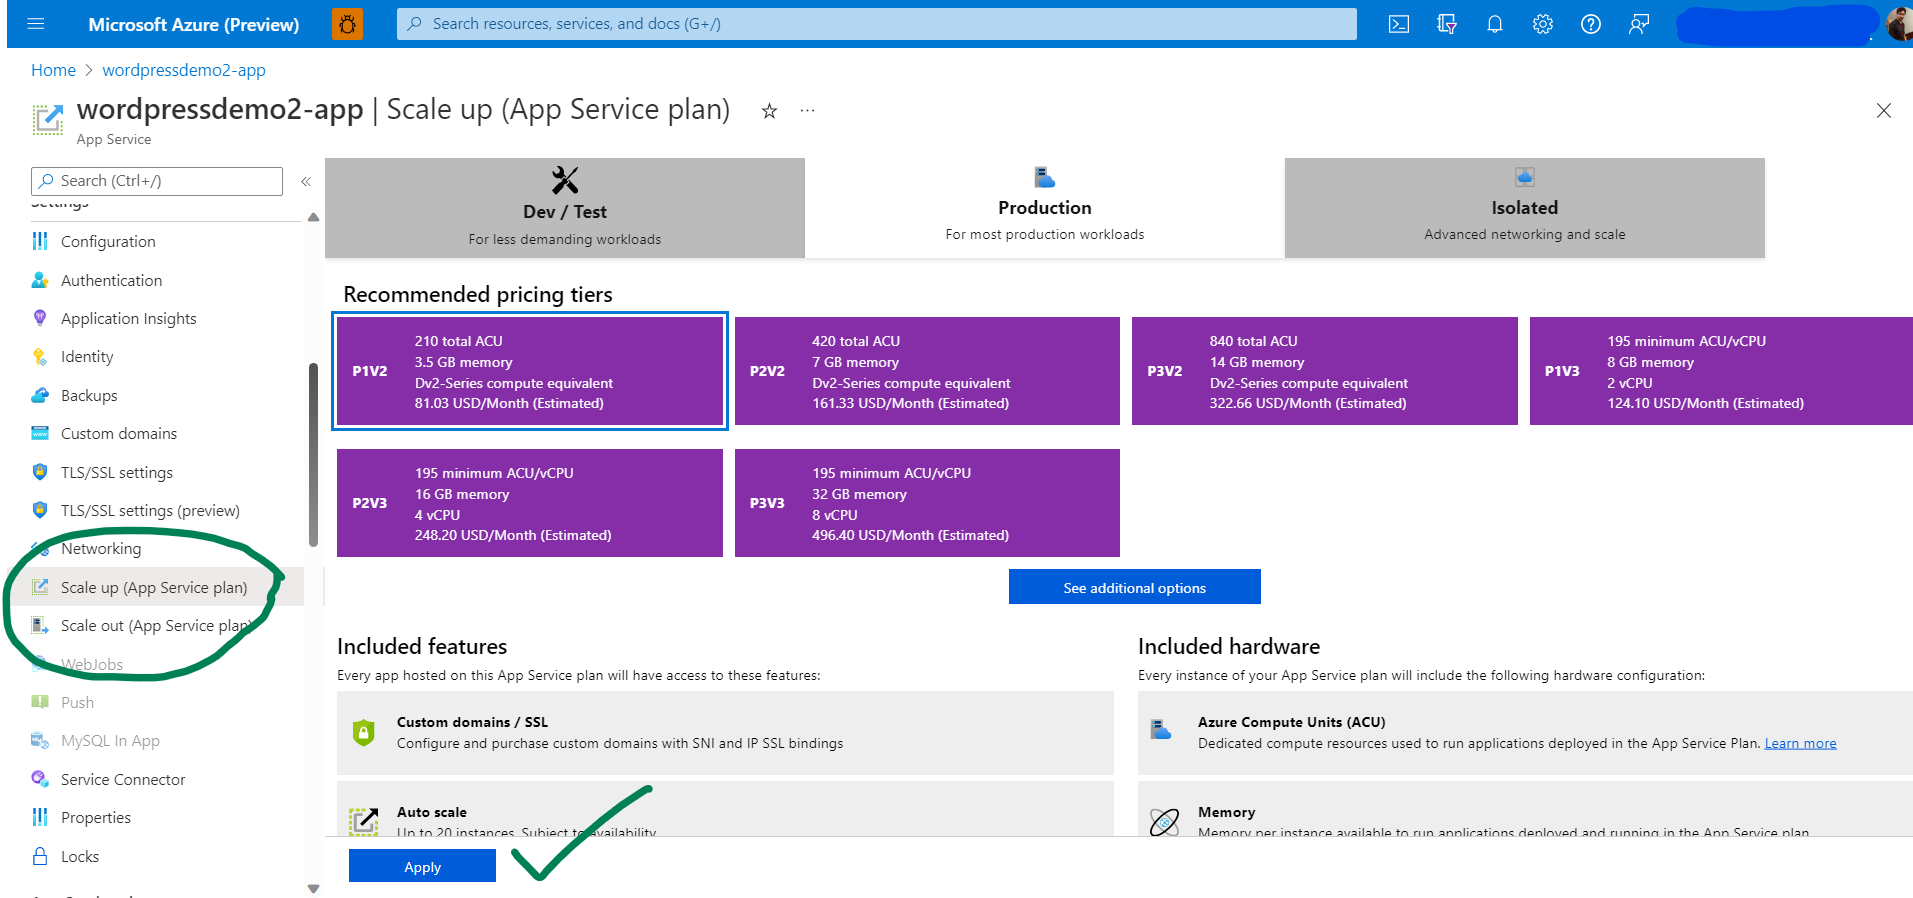 Microsoft Azure (Preview)
Search resources, services, and docs (G+/)
Home > wordpressdemo2-app
wordpressdemo2-app | Scale up (App Service plan)
App Service
Search (Ctrl+/)
Settings
Configuration
Authentication
Application Insights
Identity
Backups
Custom domains
TLS/SSL settings
TLS/SSL settings (preview)
Networking
Scale up (App Service plan)
Scale out (App Service plan)
WebJobs
Push
MySQL In App
Service Connector
Properties
Locks
Dev / Test
For less demanding workloads
Production
For most production workloads
Isolated
Advanced networking and scale
Recommended pricing tiers
P1V2
210 total ACU
3.5 GB memory
Dv2-Series compute equivalent
81.03 USD/Month (Estimated)
P2V2
420 total ACU
7 GB memory
Dv2-Series compute equivalent
161.33 USD/Month (Estimated)
P3V2
840 total ACU
14 GB memory
Dv2-Series compute equivalent
322.66 USD/Month (Estimated)
P1V3
195 minimum ACU/vCPU
8 GB memory
2 vCPU
124.10 USD/Month (Estimated)
P2V3
195 minimum ACU/vCPU
16 GB memory
4 vCPU
248.20 USD/Month (Estimated)
P3V3
195 minimum ACU/vCPU
32 GB memory
8 vCPU
496.40 USD/Month (Estimated)
See additional options
Included features
Every app hosted on this App Service plan will have access to these features:
Custom domains / SSL
Configure and purchase custom domains with SNI and IP SSL bindings
Auto scale
Up to 20 instances. Subject to availability
Included hardware
Every instance of your App Service plan will include the following hardware configuration:
Azure Compute Units (ACU)
Dedicated compute resources used to run applications deployed in the App Service Plan. Learn more
Memory
Memory per instance available to run applications deployed and running in the App Service plan
Apply